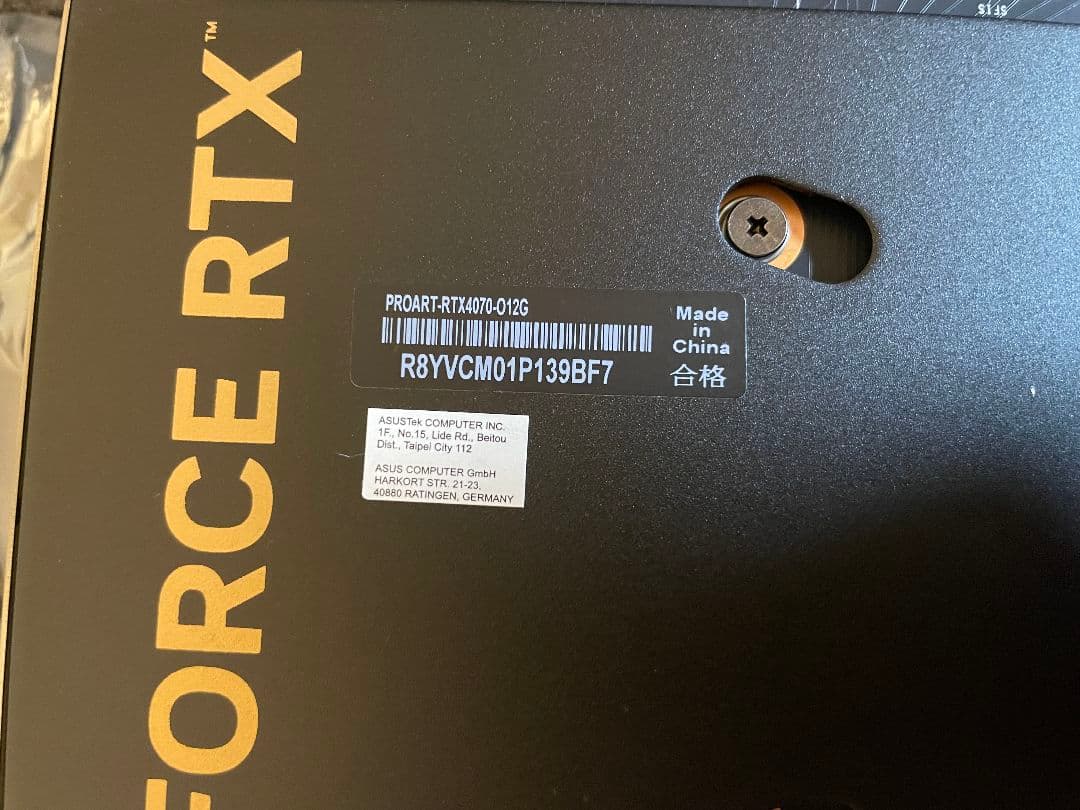 FORCE RTX™
SF1S
PROART-RTX4070-O12G
R8YVCM01P139BF7
Made
in
China
合格
ASUSTek COMPUTER INC.
1F., No.15, Lide Rd., Beitou
Dist., Taipei City 112
ASUS COMPUTER GmbH
HARKORT STR. 21-23,
40880 RATINGEN, GERMANY